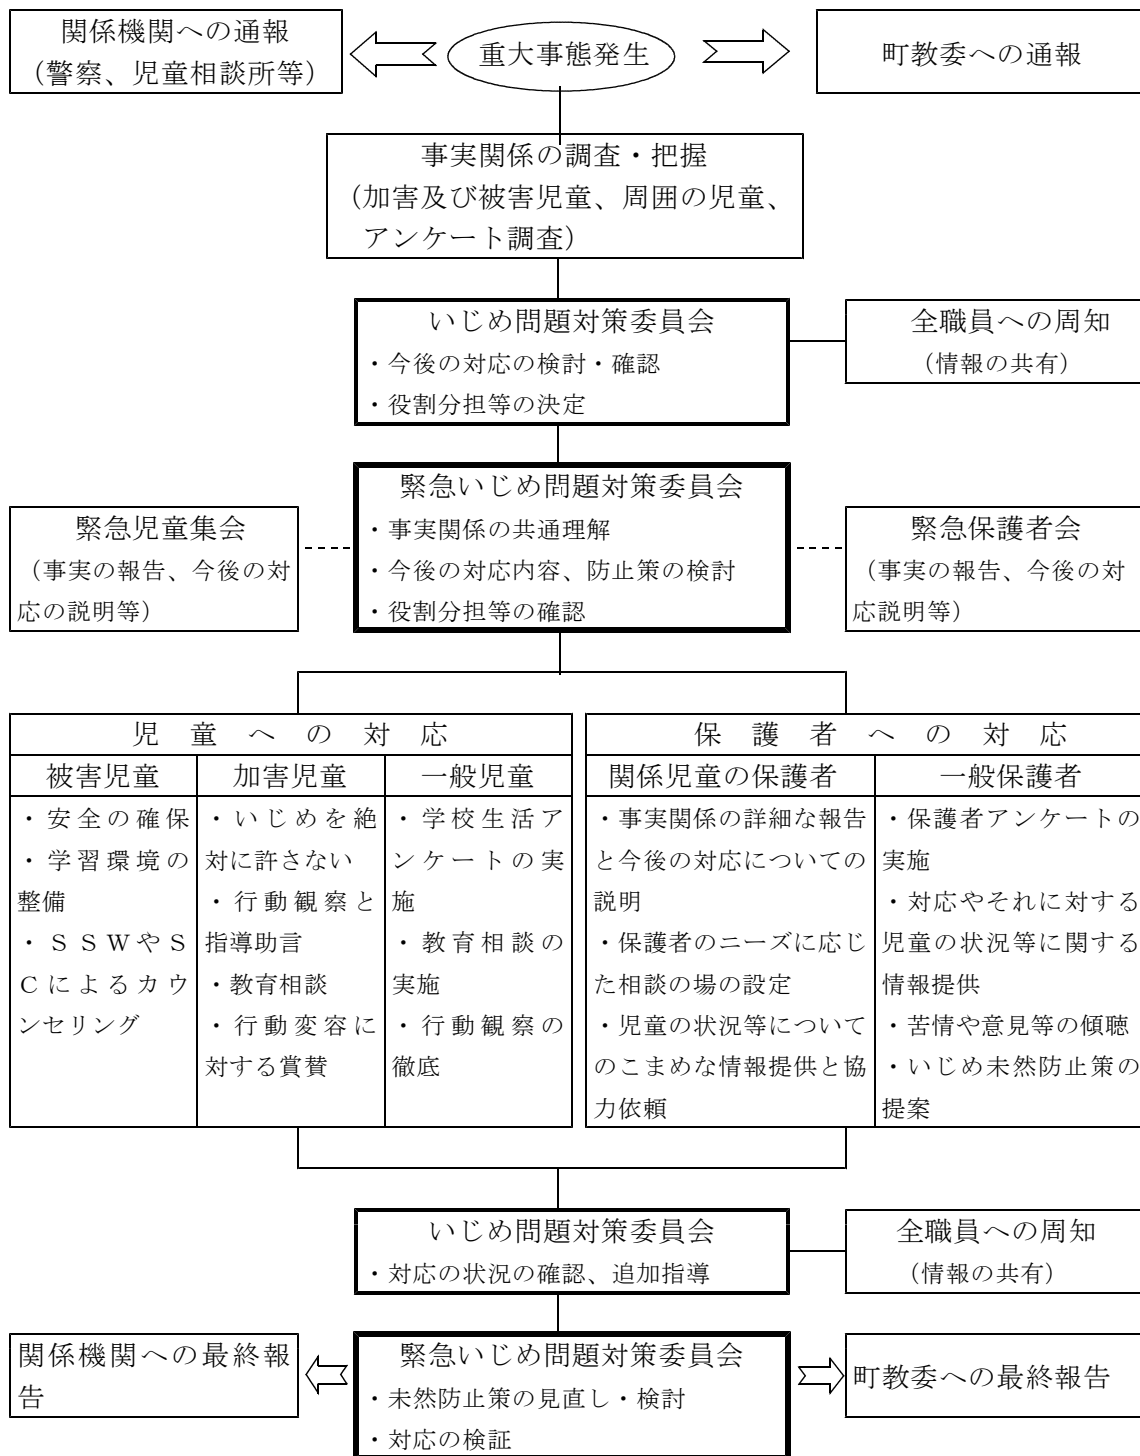 関係機関への通報
（警察、児童相談所等）
重大事態発生
町教委への通報
事実関係の調査・把握
（加害及び被害児童、周囲の児童、
アンケート調査）
いじめ問題対策委員会
・今後の対応の検討・確認
・役割分担等の決定
全職員への周知
（情報の共有）
緊急いじめ問題対策委員会
・事実関係の共通理解
・今後の対応内容、防止策の検討
・役割分担等の確認
緊急児童集会
（事実の報告、今後の対
応の説明等）
緊急保護者会
（事実の報告、今後の対
応説明等）
児童への対応
被害児童
・安全の確保
・学習環境の
整備
・ＳＳＷやＳ
Ｃによるカウ
ンセリング
加害児童
・いじめを絶
対に許さない
・行動観察と
指導助言
・教育相談
・行動変容に
対する賞賛
一般児童
・学校生活ア
ンケートの実
施
・教育相談の
実施
・行動観察の
徹底
保護者への対応
関係児童の保護者
・事実関係の詳細な報告
と今後の対応についての
説明
・保護者のニーズに応じ
た相談の場の設定
・児童の状況等について
のこまめな情報提供と協
力依頼
一般保護者
・保護者アンケートの
実施
・対応やそれに対する
児童の状況等に関する
情報提供
・苦情や意見等の傾聴
・いじめ未然防止策の
提案
いじめ問題対策委員会
・対応の状況の確認、追加指導
全職員への周知
（情報の共有）
関係機関への最終報
告
緊急いじめ問題対策委員会
・未然防止策の見直し・検討
・対応の検証
町教委への最終報告